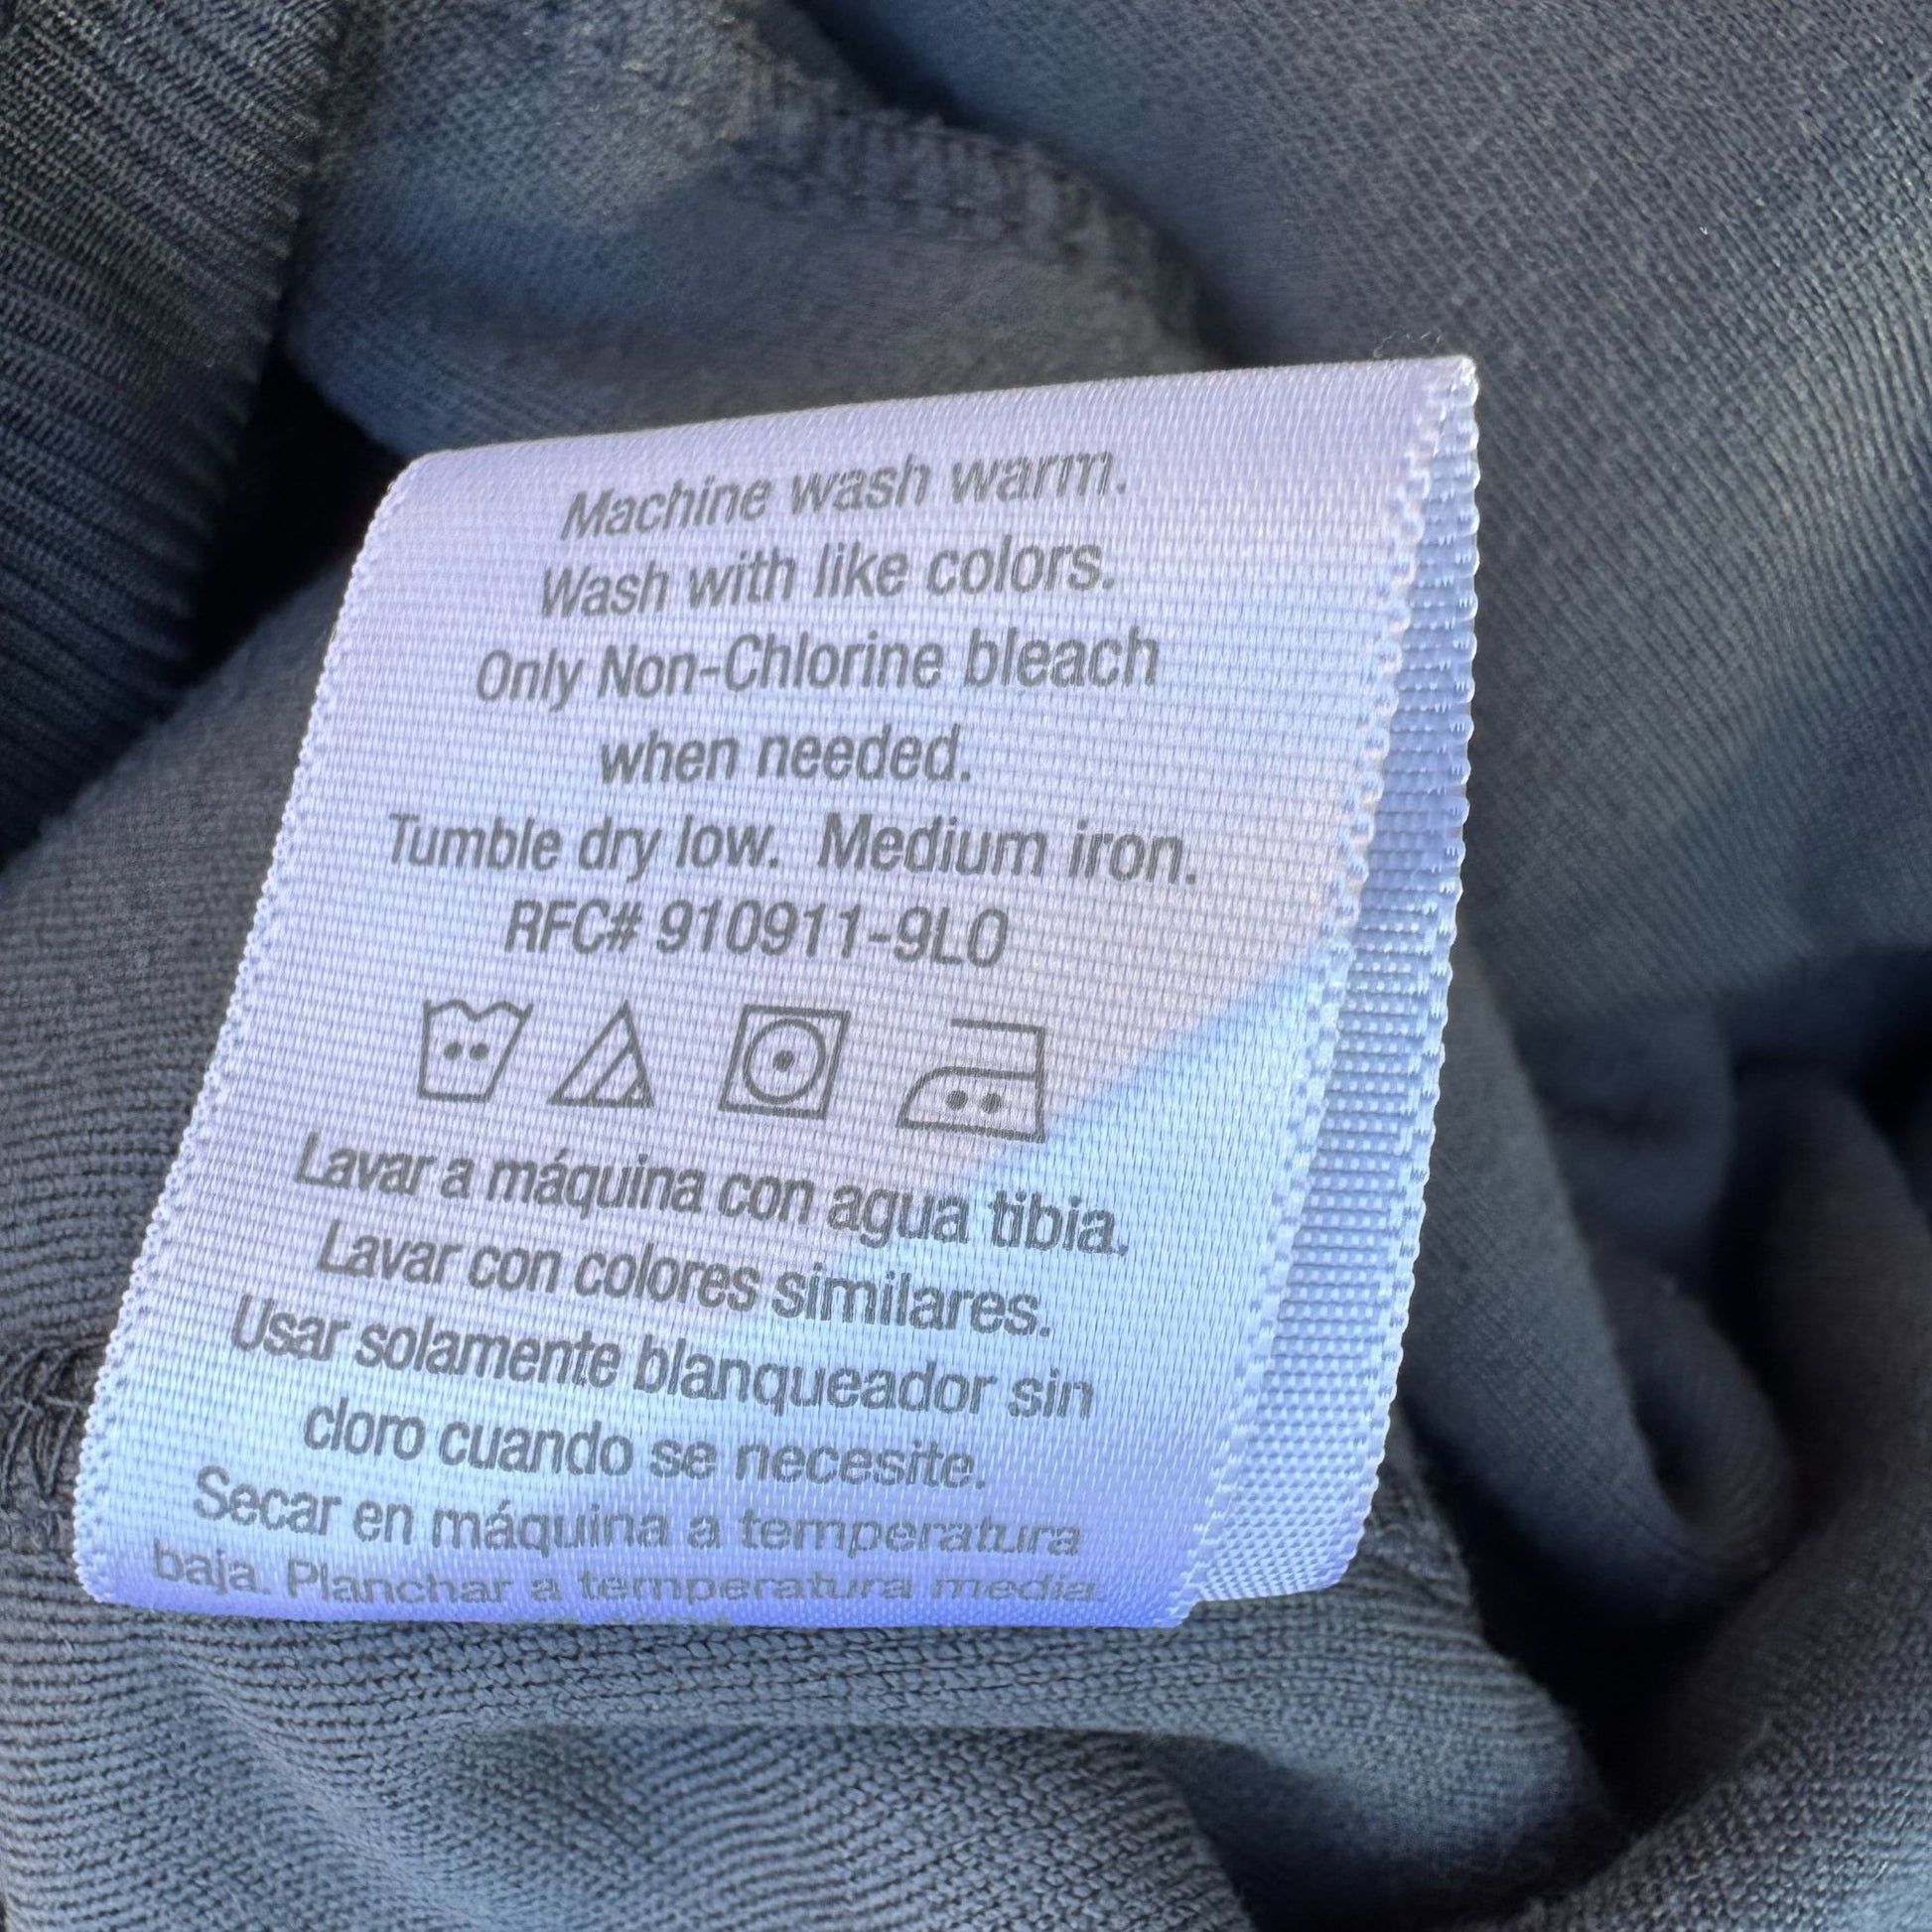 Machine wash warm.
Wash with like colors.
Only Non-Chlorine bleach
when needed.
Tumble dry low. Medium iron.
RFC# 910911-9L0
Lavar a máquina con agua tibia.
Lavar con colores similares.
Usar solamente blanqueador sin
cloro cuando se necesite.
Secar en máquina a temperatura
baja. Planchar a temperatura media.